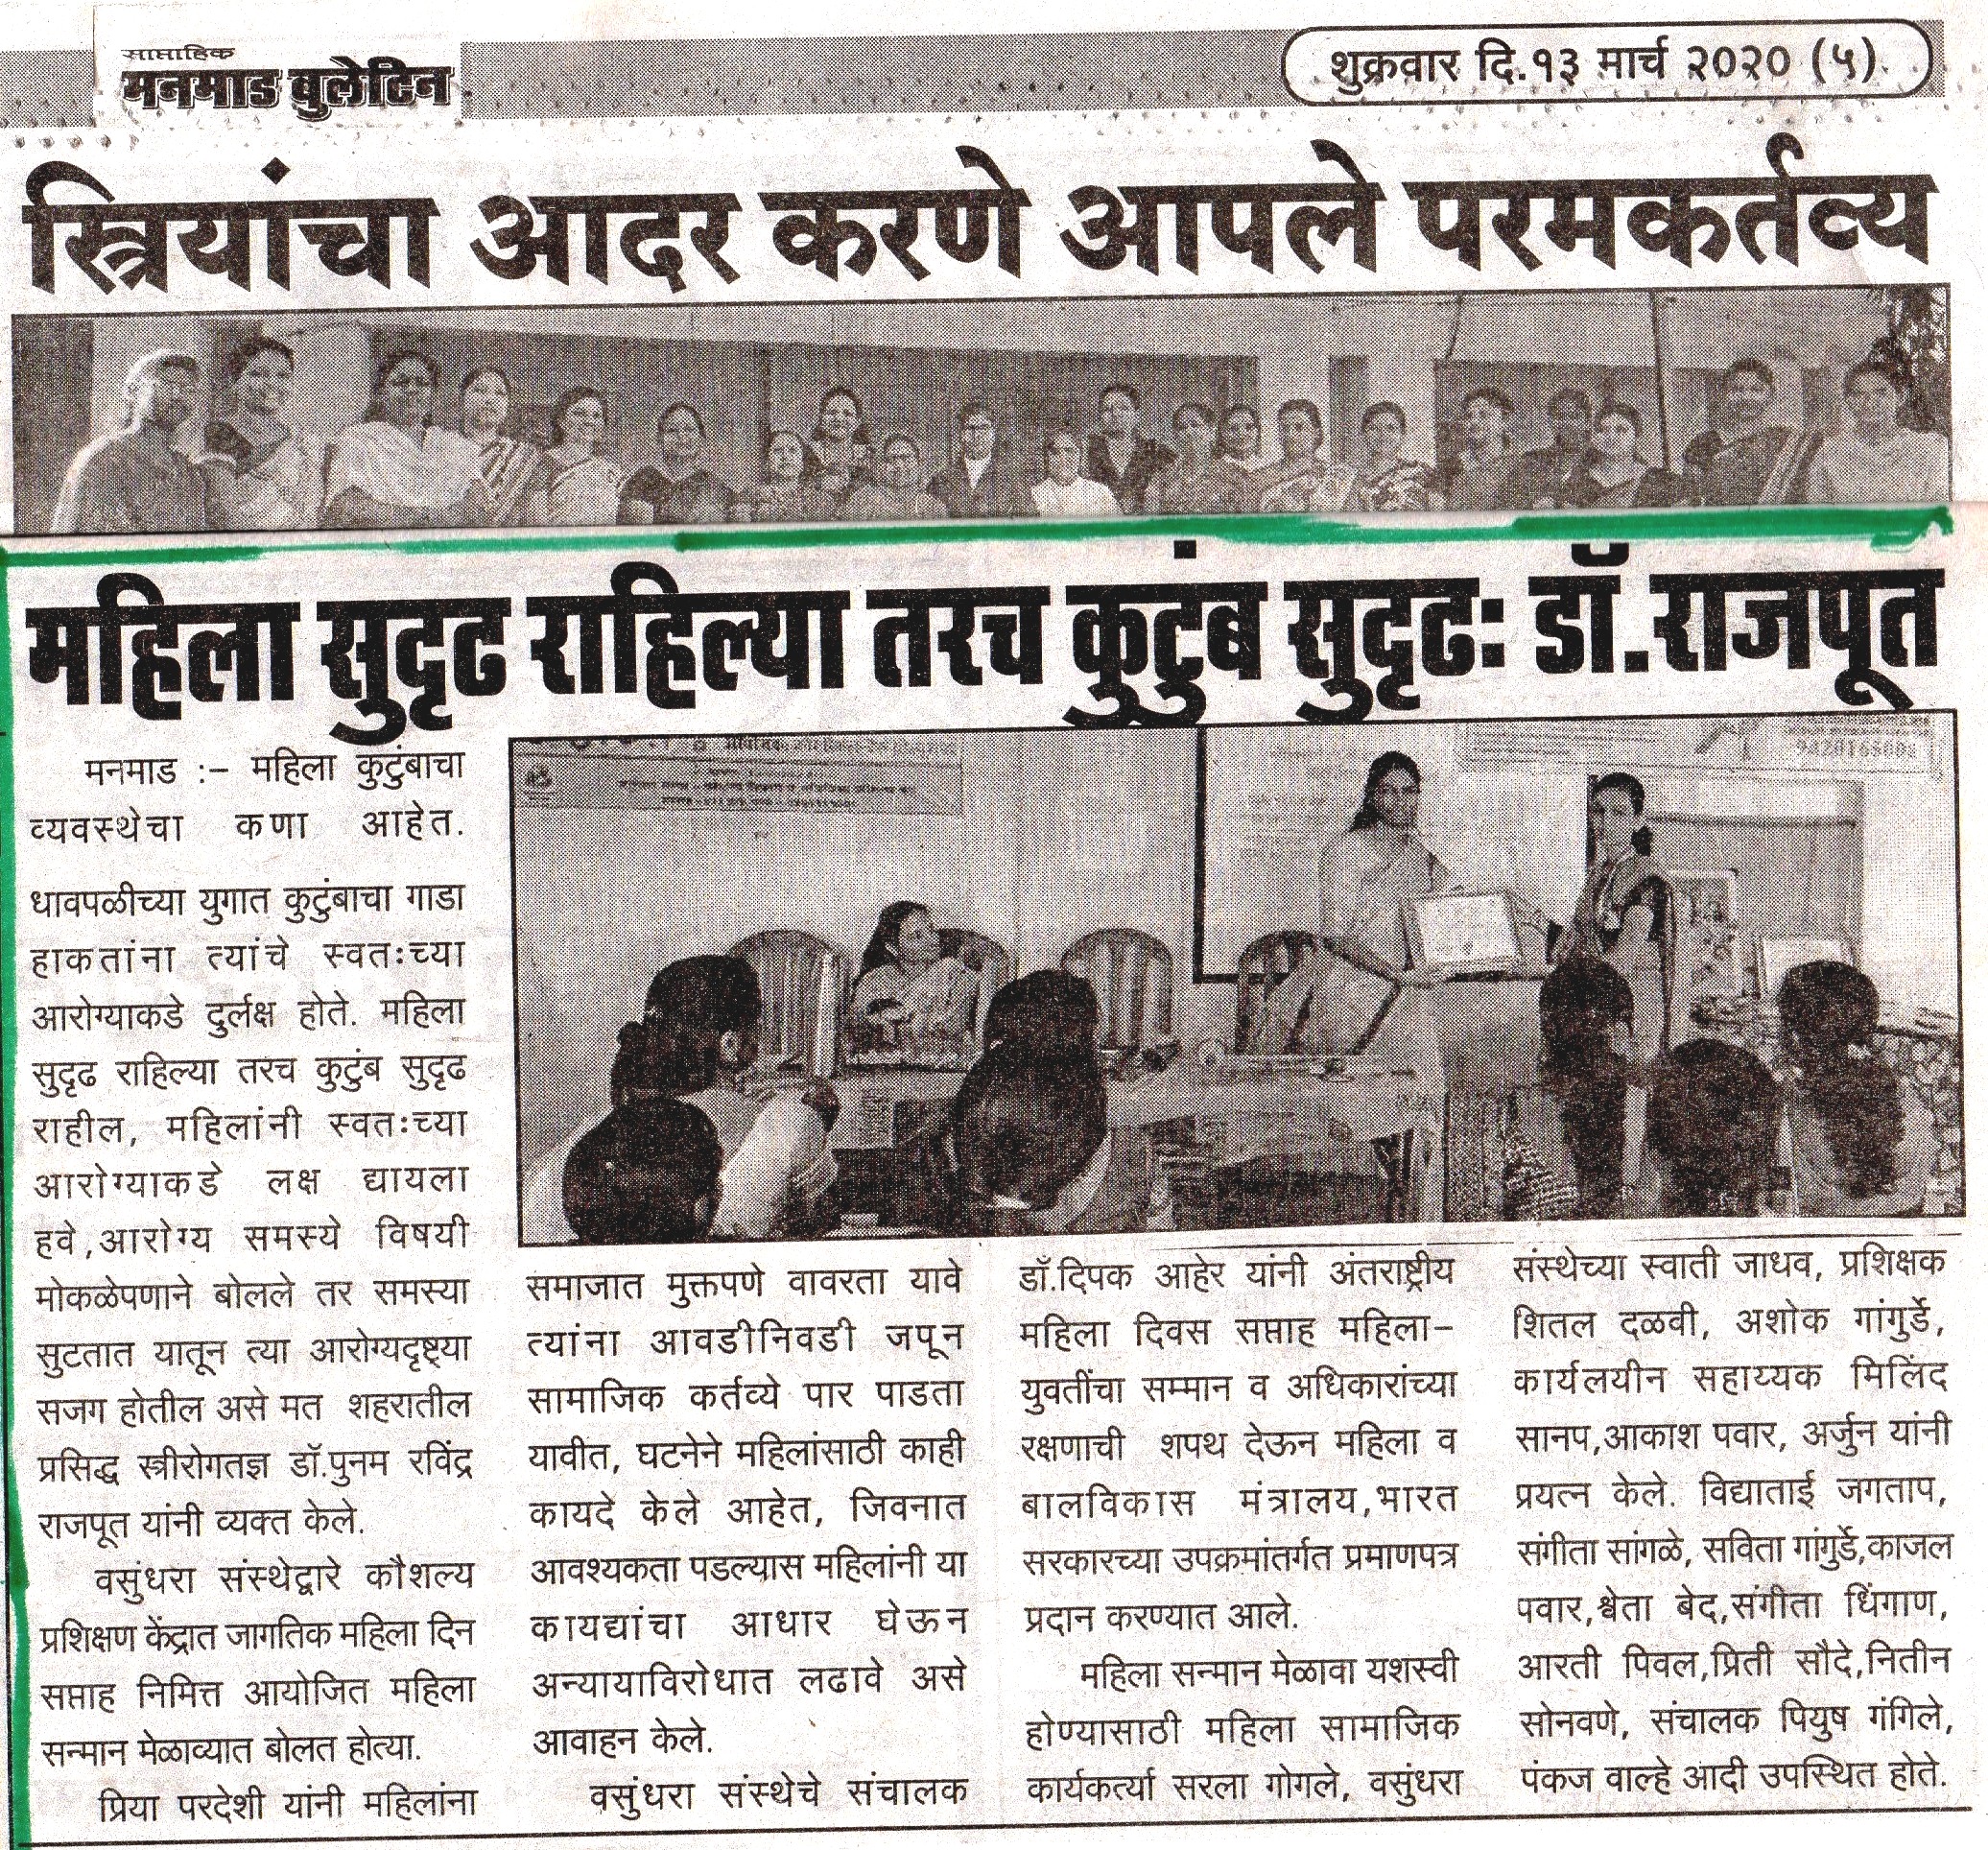 साप्ताहिक
मनमाड बुलेटिन
शुक्रवार दि.१३ मार्च २०२० (५)
स्त्रियांचा आदर करणे आपले परमकर्तव्य
महिला सुदृढ राहिल्या तरच कुटुंब सुदृढः डॉ.राजपूत
मनमाड :– महिला कुटुंबाचा
व्यवस्थेचा कणा आहेत.
धावपळीच्या युगात कुटुंबाचा गाडा
हाकतांना त्यांचे स्वतःच्या
आरोग्याकडे दुर्लक्ष होते. महिला
सुदृढ राहिल्या तरच कुटुंब सुदृढ
राहील, महिलांनी स्वतःच्या
आरोग्याकडे लक्ष द्यायला
हवे,आरोग्य समस्ये विषयी
मोकळेपणाने बोलले तर समस्या
सुटतात यातून त्या आरोग्यदृष्ट्या
सजग होतील असे मत शहरातील
प्रसिद्ध स्त्रीरोगतज्ञ डॉ.पुनम रविंद्र
राजपूत यांनी व्यक्त केले.
वसुंधरा संस्थेद्वारे कौशल्य
प्रशिक्षण केंद्रात जागतिक महिला दिन
सप्ताह निमित्त आयोजित महिला
सन्मान मेळाव्यात बोलत होत्या.
प्रिया परदेशी यांनी महिलांना
समाजात मुक्तपणे वावरता यावे
त्यांना आवडीनिवडी जपून
सामाजिक कर्तव्ये पार पाडता
यावीत, घटनेने महिलांसाठी काही
कायदे केले आहेत, जिवनात
आवश्यकता पडल्यास महिलांनी या
कायद्यांचा आधार घेऊन
अन्यायाविरोधात लढावे असे
आवाहन केले.
वसुंधरा संस्थेचे संचालक
डॉ.दिपक आहेर यांनी अंतराष्ट्रीय
महिला दिवस सप्ताह महिला–
युवतींचा सम्मान व अधिकारांच्या
रक्षणाची शपथ देऊन महिला व
बालविकास मंत्रालय,भारत
सरकारच्या उपक्रमांतर्गत प्रमाणपत्र
प्रदान करण्यात आले.
महिला सन्मान मेळावा यशस्वी
होण्यासाठी महिला सामाजिक
कार्यकर्त्या सरला गोगले, वसुंधरा
संस्थेच्या स्वाती जाधव, प्रशिक्षक
शितल दळवी, अशोक गांगुर्डे,
कार्यलयीन सहाय्यक मिलिंद
सानप,आकाश पवार, अर्जुन यांनी
प्रयत्न केले. विद्याताई जगताप,
संगीता सांगळे, सविता गांगुर्डे,काजल
पवार,श्वेता बेद,संगीता धिंगाण,
आरती पिवल,प्रिती सौदे,नितीन
सोनवणे, संचालक पियुष गंगिले,
पंकज वाल्हे आदी उपस्थित होते.